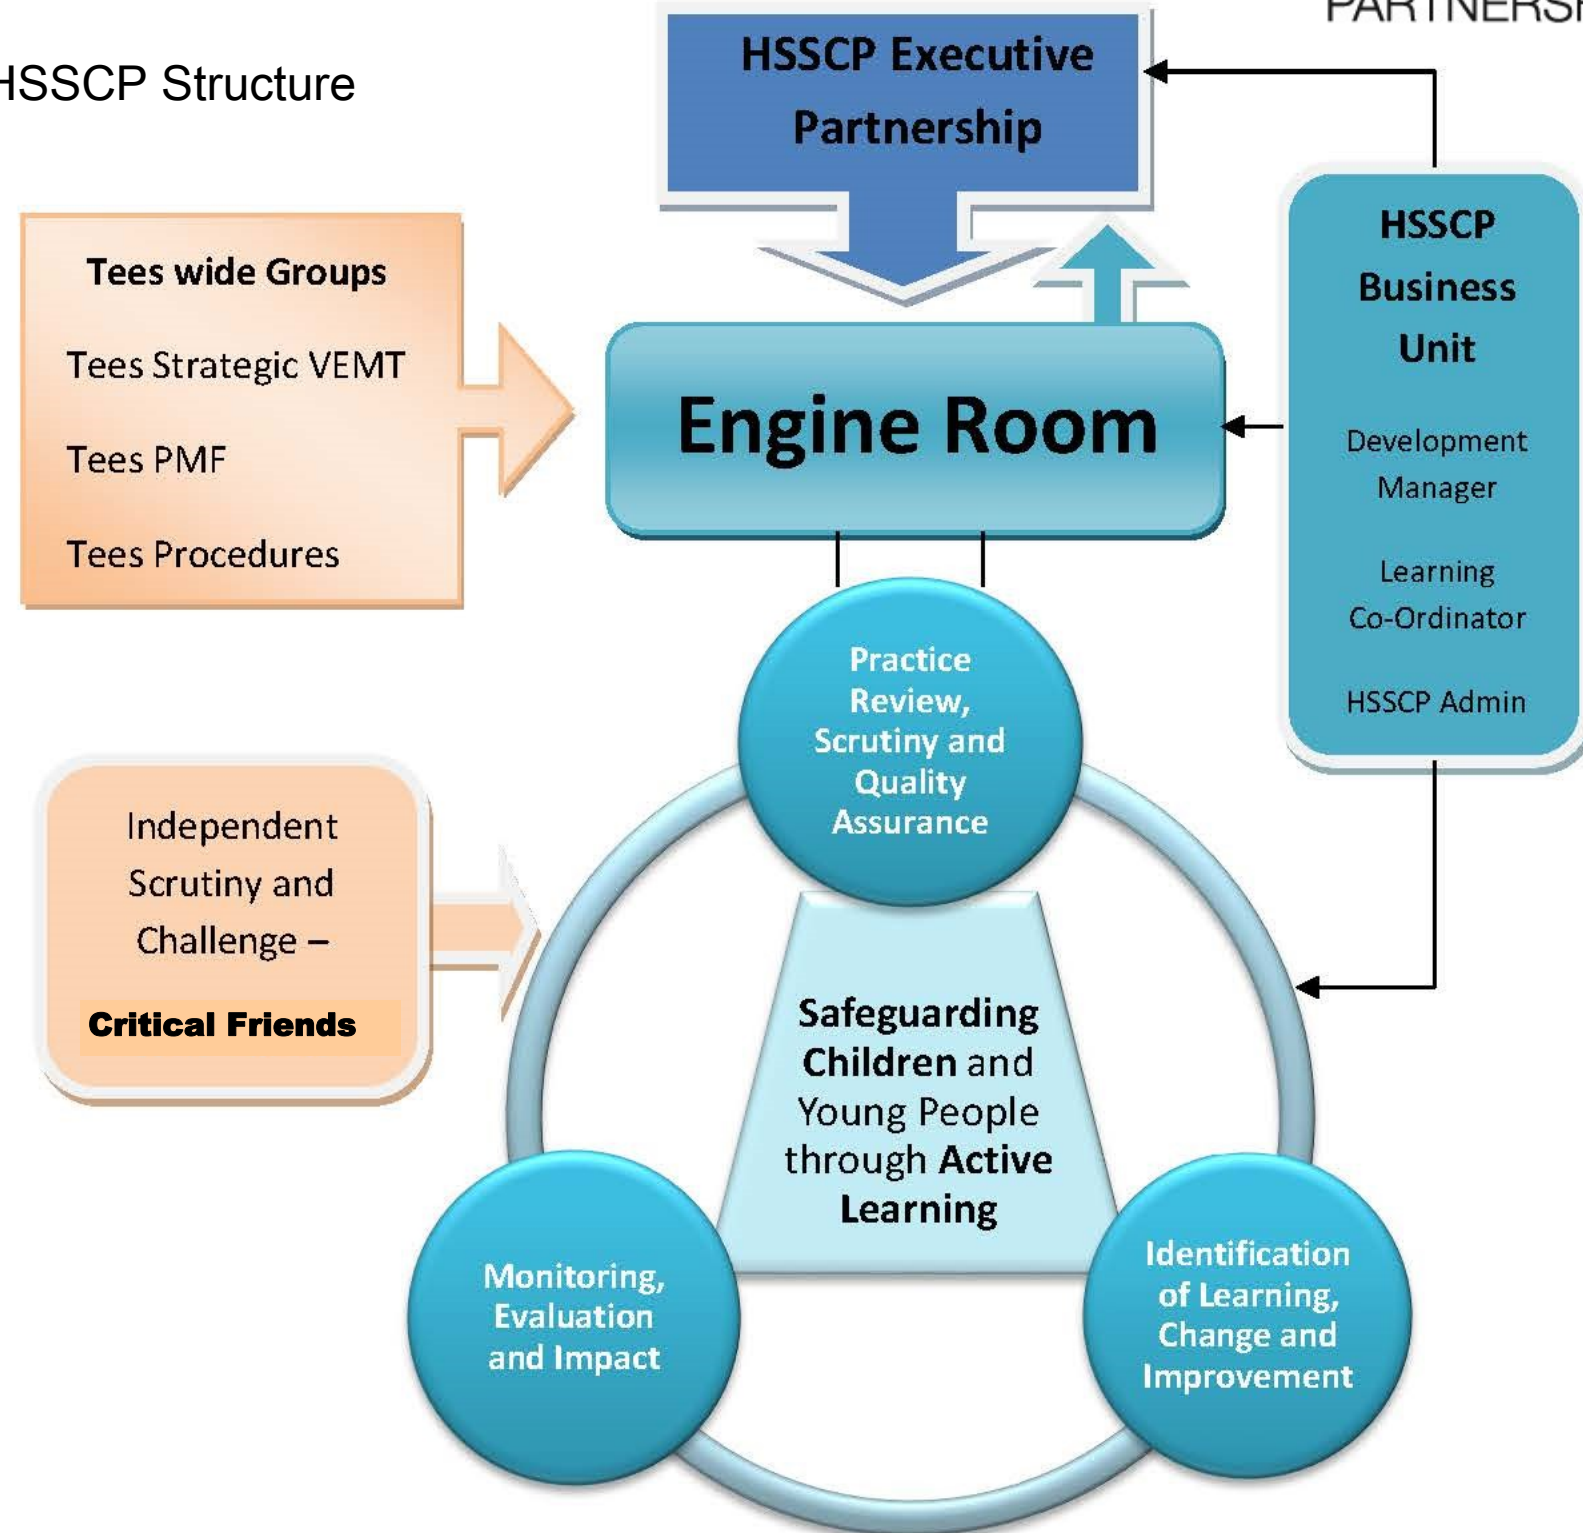 PARTNERSH
HSSCP Structure
HSSCP Executive
Partnership
Tees wide Groups
Tees Strategic VEMT
Tees PMF
Tees Procedures
Engine Room
HSSCP
Business
Unit
Development
Manager
Learning
Co-Ordinator
HSSCP Admin
Practice
Review,
Scrutiny and
Quality
Assurance
Independent
Scrutiny and
Challenge –
Critical Friends
Safeguarding
Children and
Young People
through Active
Learning
Monitoring,
Evaluation
and Impact
Identification
of Learning,
Change and
Improvement